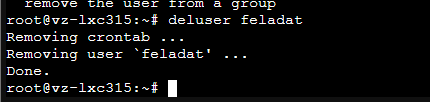 remove the user from a group
root@vz-lxc315:~# deluser feladat
Removing crontab ...
Removing user `feladat' ...
Done.
root@vz-lxc315:~#